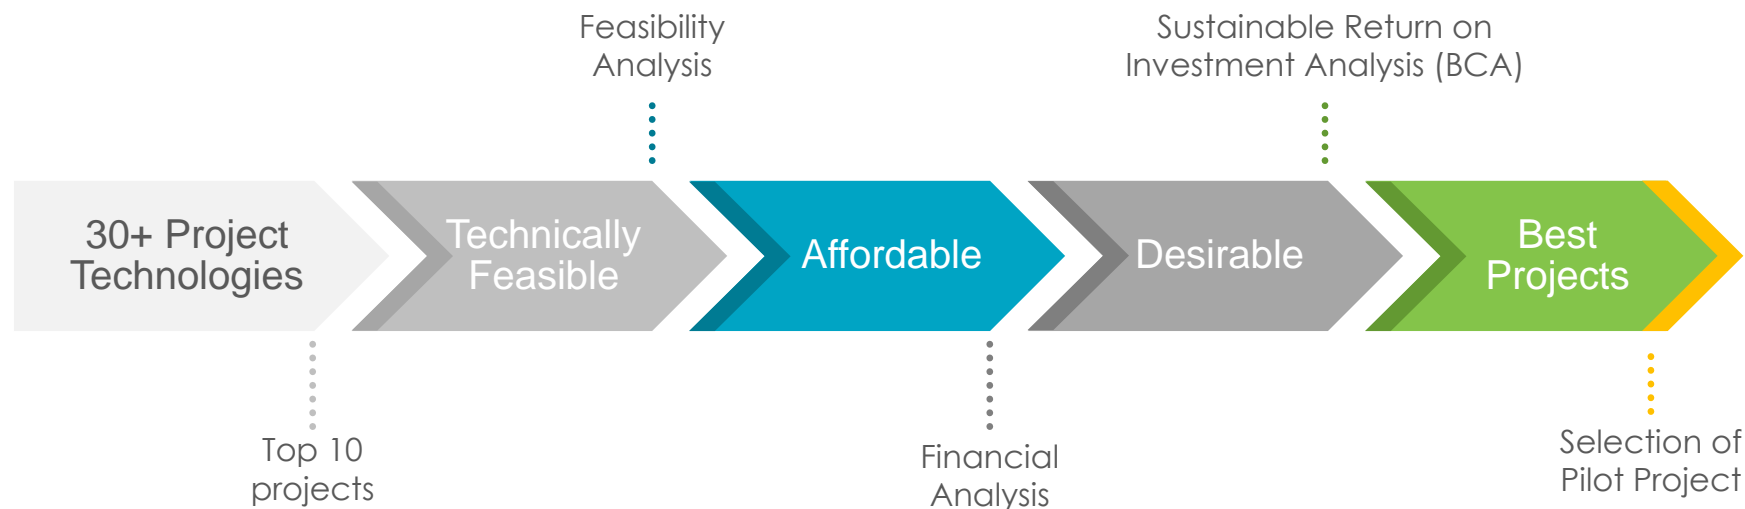 Feasibility
Analysis
Sustainable Return on
Investment Analysis (BCA)
30+ Project
Technologies
Technically
Feasible
Affordable
Desirable
Best
Projects
Top 10
projects
Financial
Analysis
Selection of
Pilot Project